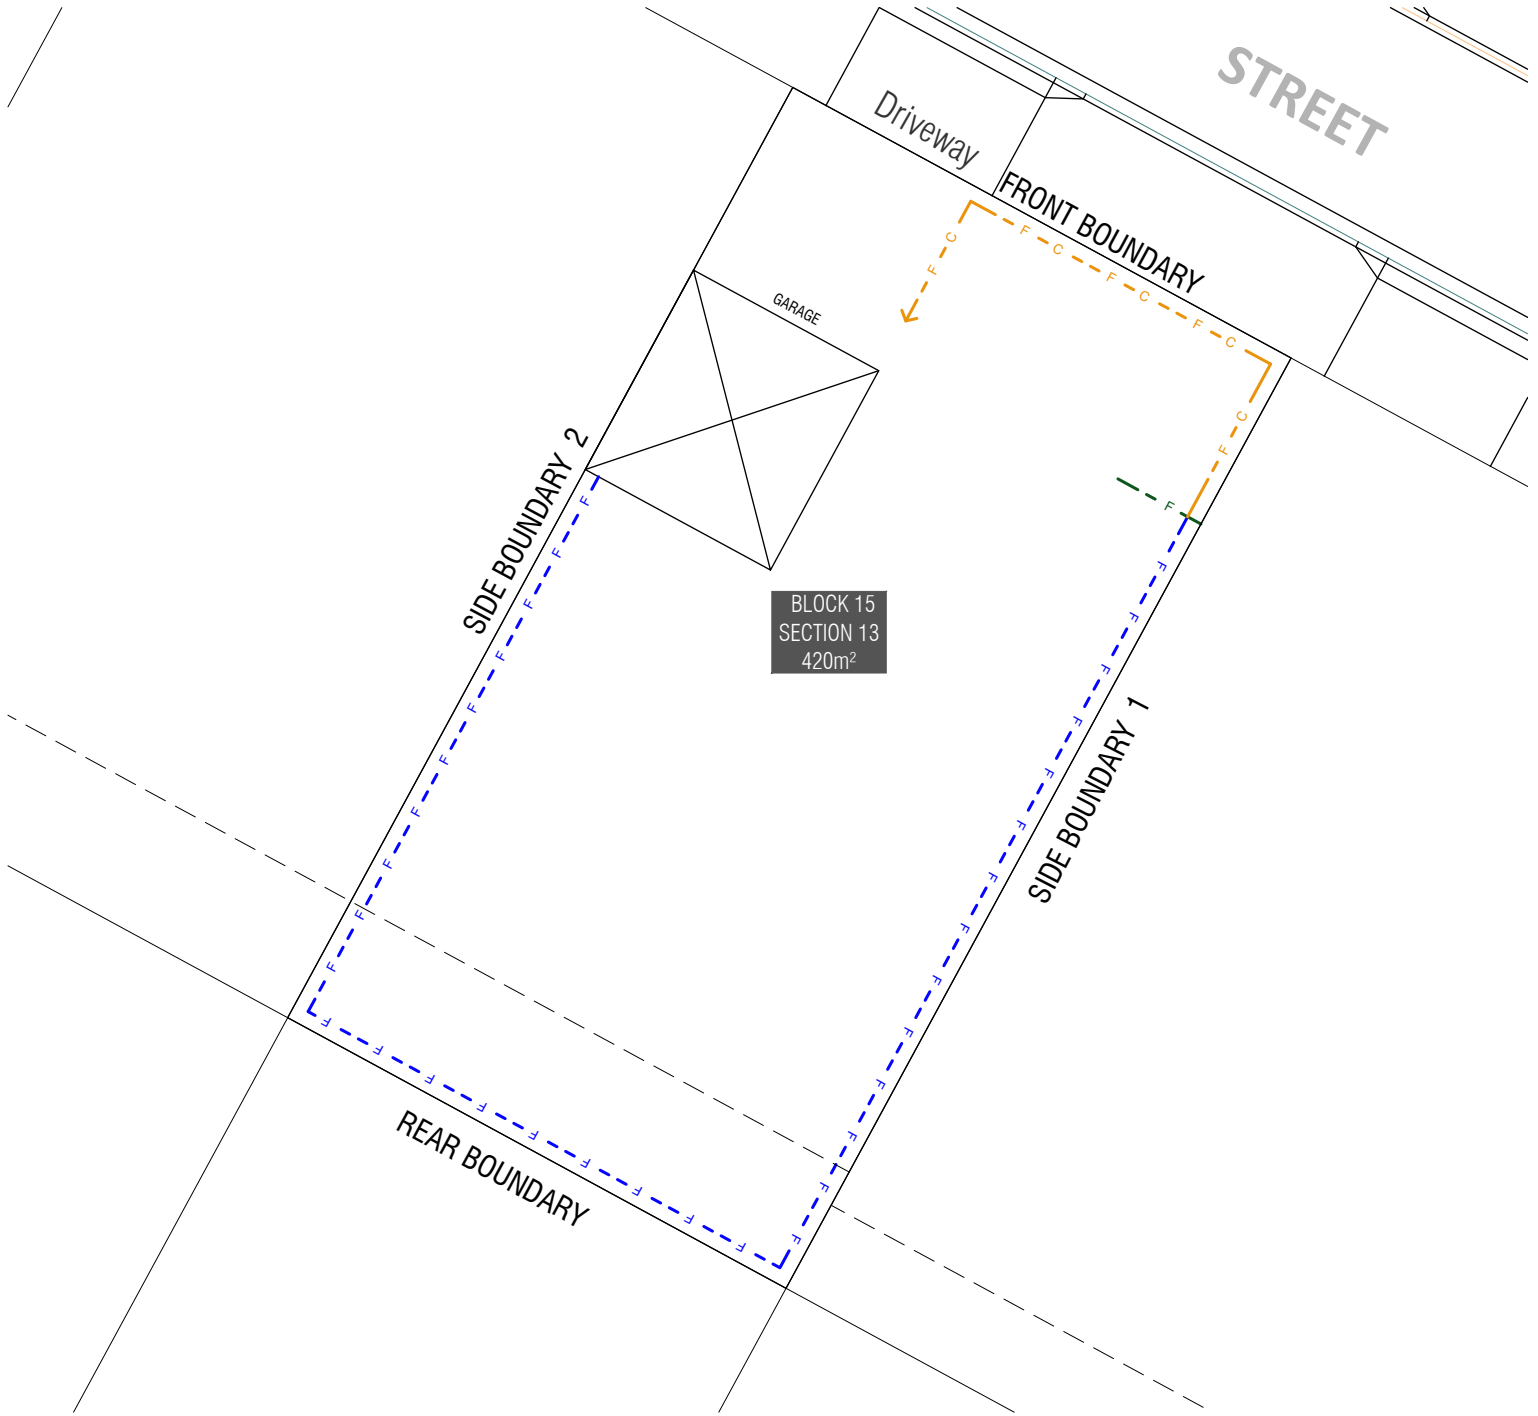 STREET
Driveway
FRONT BOUNDARY
F C F C F C
C F
GARAGE
C F
F
SIDE BOUNDARY 2
F F F F F F F F F F
BLOCK 15
SECTION 13
420m²
F F F F F F F F F F F F F F
SIDE BOUNDARY 1
F F F F F F F F F
REAR BOUNDARY